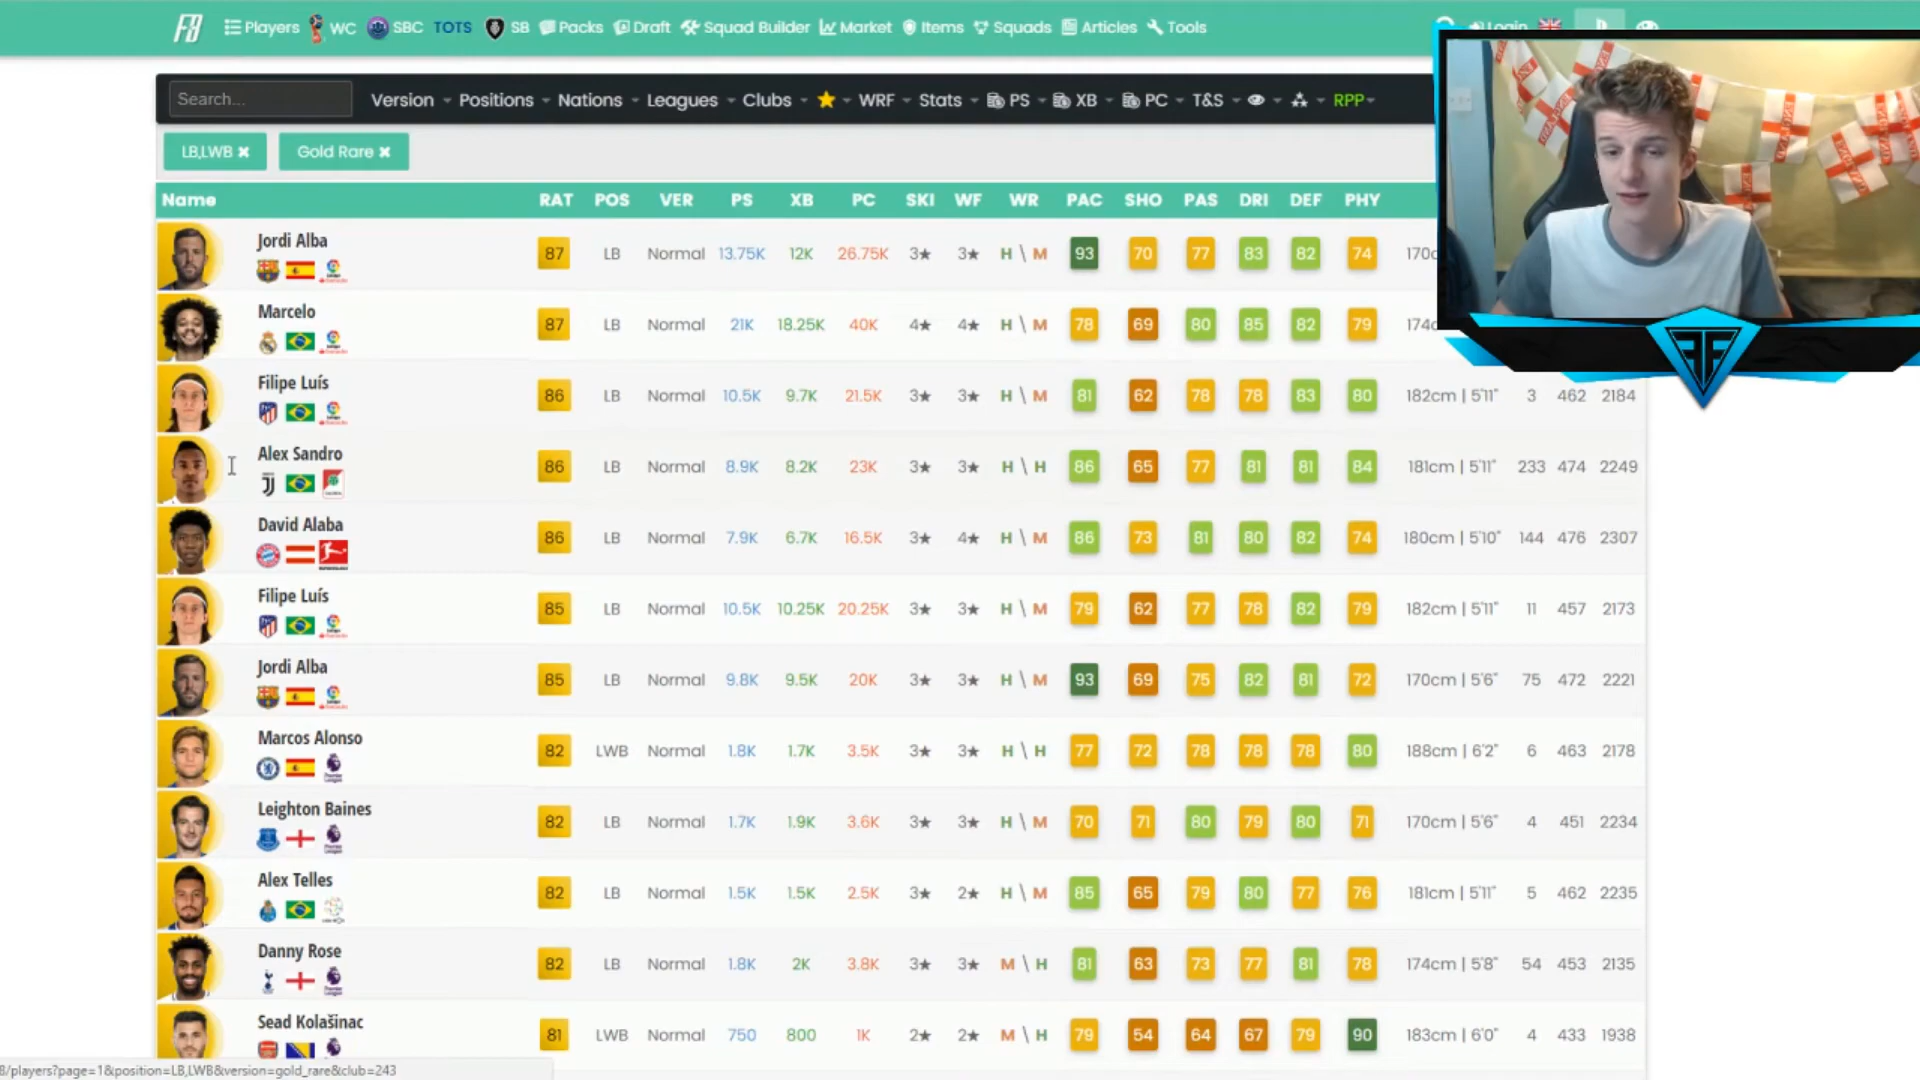 F8 Players WC SBC TOTS SB Packs Draft Squad Builder Market Items Squads Articles Tools Login
Search... Version Positions Nations Leagues Clubs WRF Stats PS XB PC T&S RPP
LB,LWB ✖ Gold Rare ✖
Name RAT POS VER PS XB PC SKI WF WR PAC SHO PAS DRI DEF PHY
Jordi Alba 87 LB Normal 13.75K 12K 26.75K 3★ 3★ H \ M 93 70 77 83 82 74
Marcelo 87 LB Normal 21K 18.25K 40K 4★ 4★ H \ M 78 69 80 85 82 79
Filipe Luís 86 LB Normal 10.5K 9.7K 21.5K 3★ 3★ H \ M 81 62 78 78 83 80 182cm | 5'11" 3 462 2184
Alex Sandro 86 LB Normal 8.9K 8.2K 23K 3★ 3★ H \ H 86 65 77 81 81 84 181cm | 5'11" 233 474 2249
David Alaba 86 LB Normal 7.9K 6.7K 16.5K 3★ 4★ H \ M 86 73 81 80 82 74 180cm | 5'10" 144 476 2307
Filipe Luís 85 LB Normal 10.5K 10.25K 20.25K 3★ 3★ H \ M 79 62 77 78 82 79 182cm | 5'11" 11 457 2173
Jordi Alba 85 LB Normal 9.8K 9.5K 20K 3★ 3★ H \ M 93 69 75 82 81 72 170cm | 5'6" 75 472 2221
Marcos Alonso 82 LWB Normal 1.8K 1.7K 3.5K 3★ 3★ H \ H 77 72 78 78 78 80 188cm | 6'2" 6 463 2178
Leighton Baines 82 LB Normal 1.7K 1.9K 3.6K 3★ 3★ H \ M 70 71 80 79 80 71 170cm | 5'6" 4 451 2234
Alex Telles 82 LB Normal 1.5K 1.5K 2.5K 3★ 2★ H \ M 85 65 79 80 77 76 181cm | 5'11" 5 462 2235
Danny Rose 82 LB Normal 1.8K 2K 3.8K 3★ 3★ M \ H 81 63 73 77 81 78 174cm | 5'8" 54 453 2135
Sead Kolašinac 81 LWB Normal 750 800 1K 2★ 2★ M \ H 79 54 64 67 79 90 183cm | 6'0" 4 433 1938
8/players?page=1&position=LB,LWB&version=gold_rare&club=243